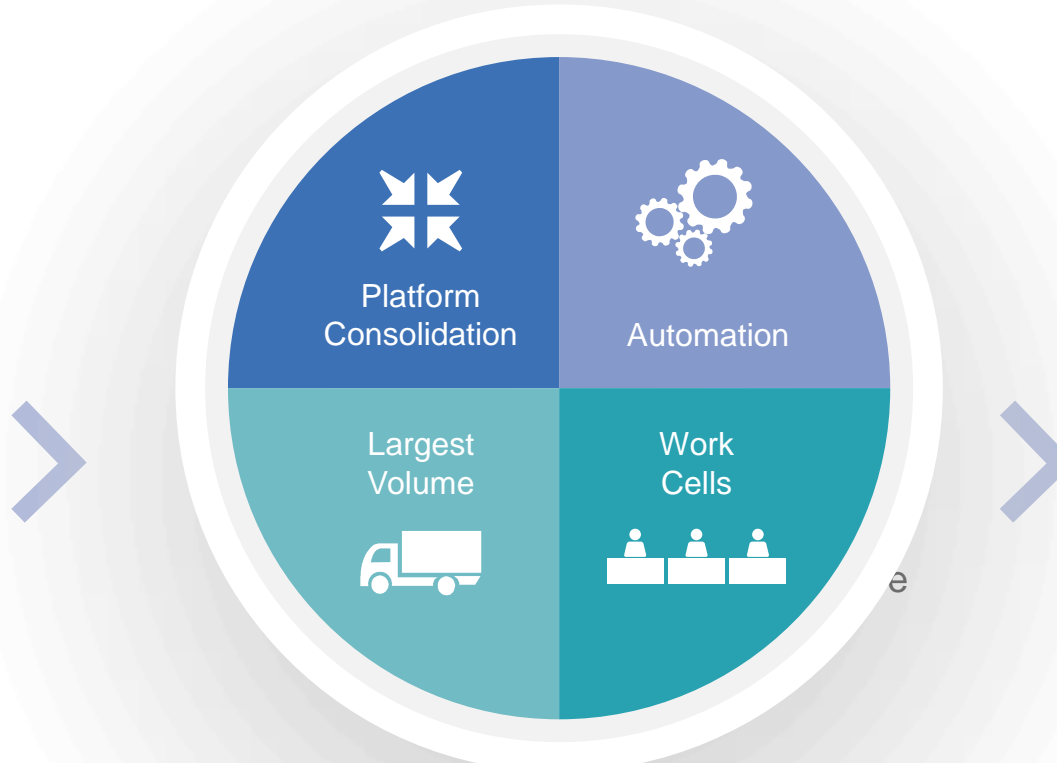 Platform
Consolidation
Automation
Largest
Volume
Work
Cells
e